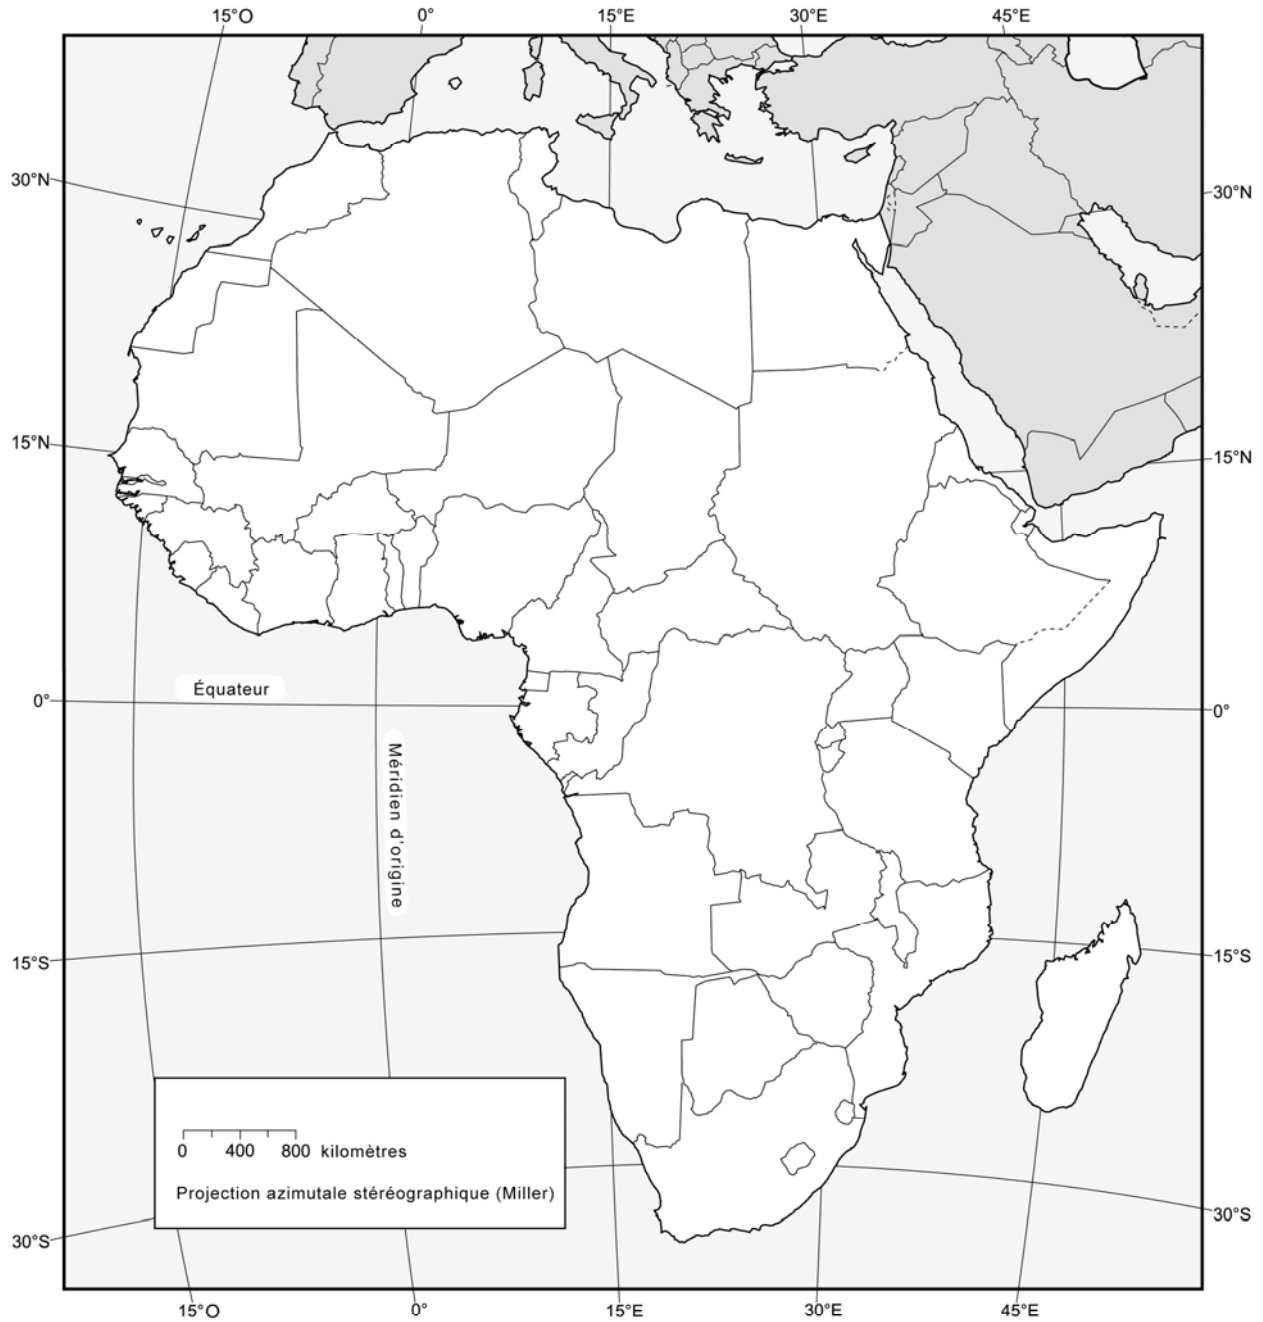 15°O 0° 15°E 30°E 45°E
30°N 30°N
15°N 15°N
Équateur
0° 0°
Méridien d'origine
15°S 15°S
0 400 800 kilomètres
Projection azimutale stéréographique (Miller)
30°S 30°S
15°O 0° 15°E 30°E 45°E